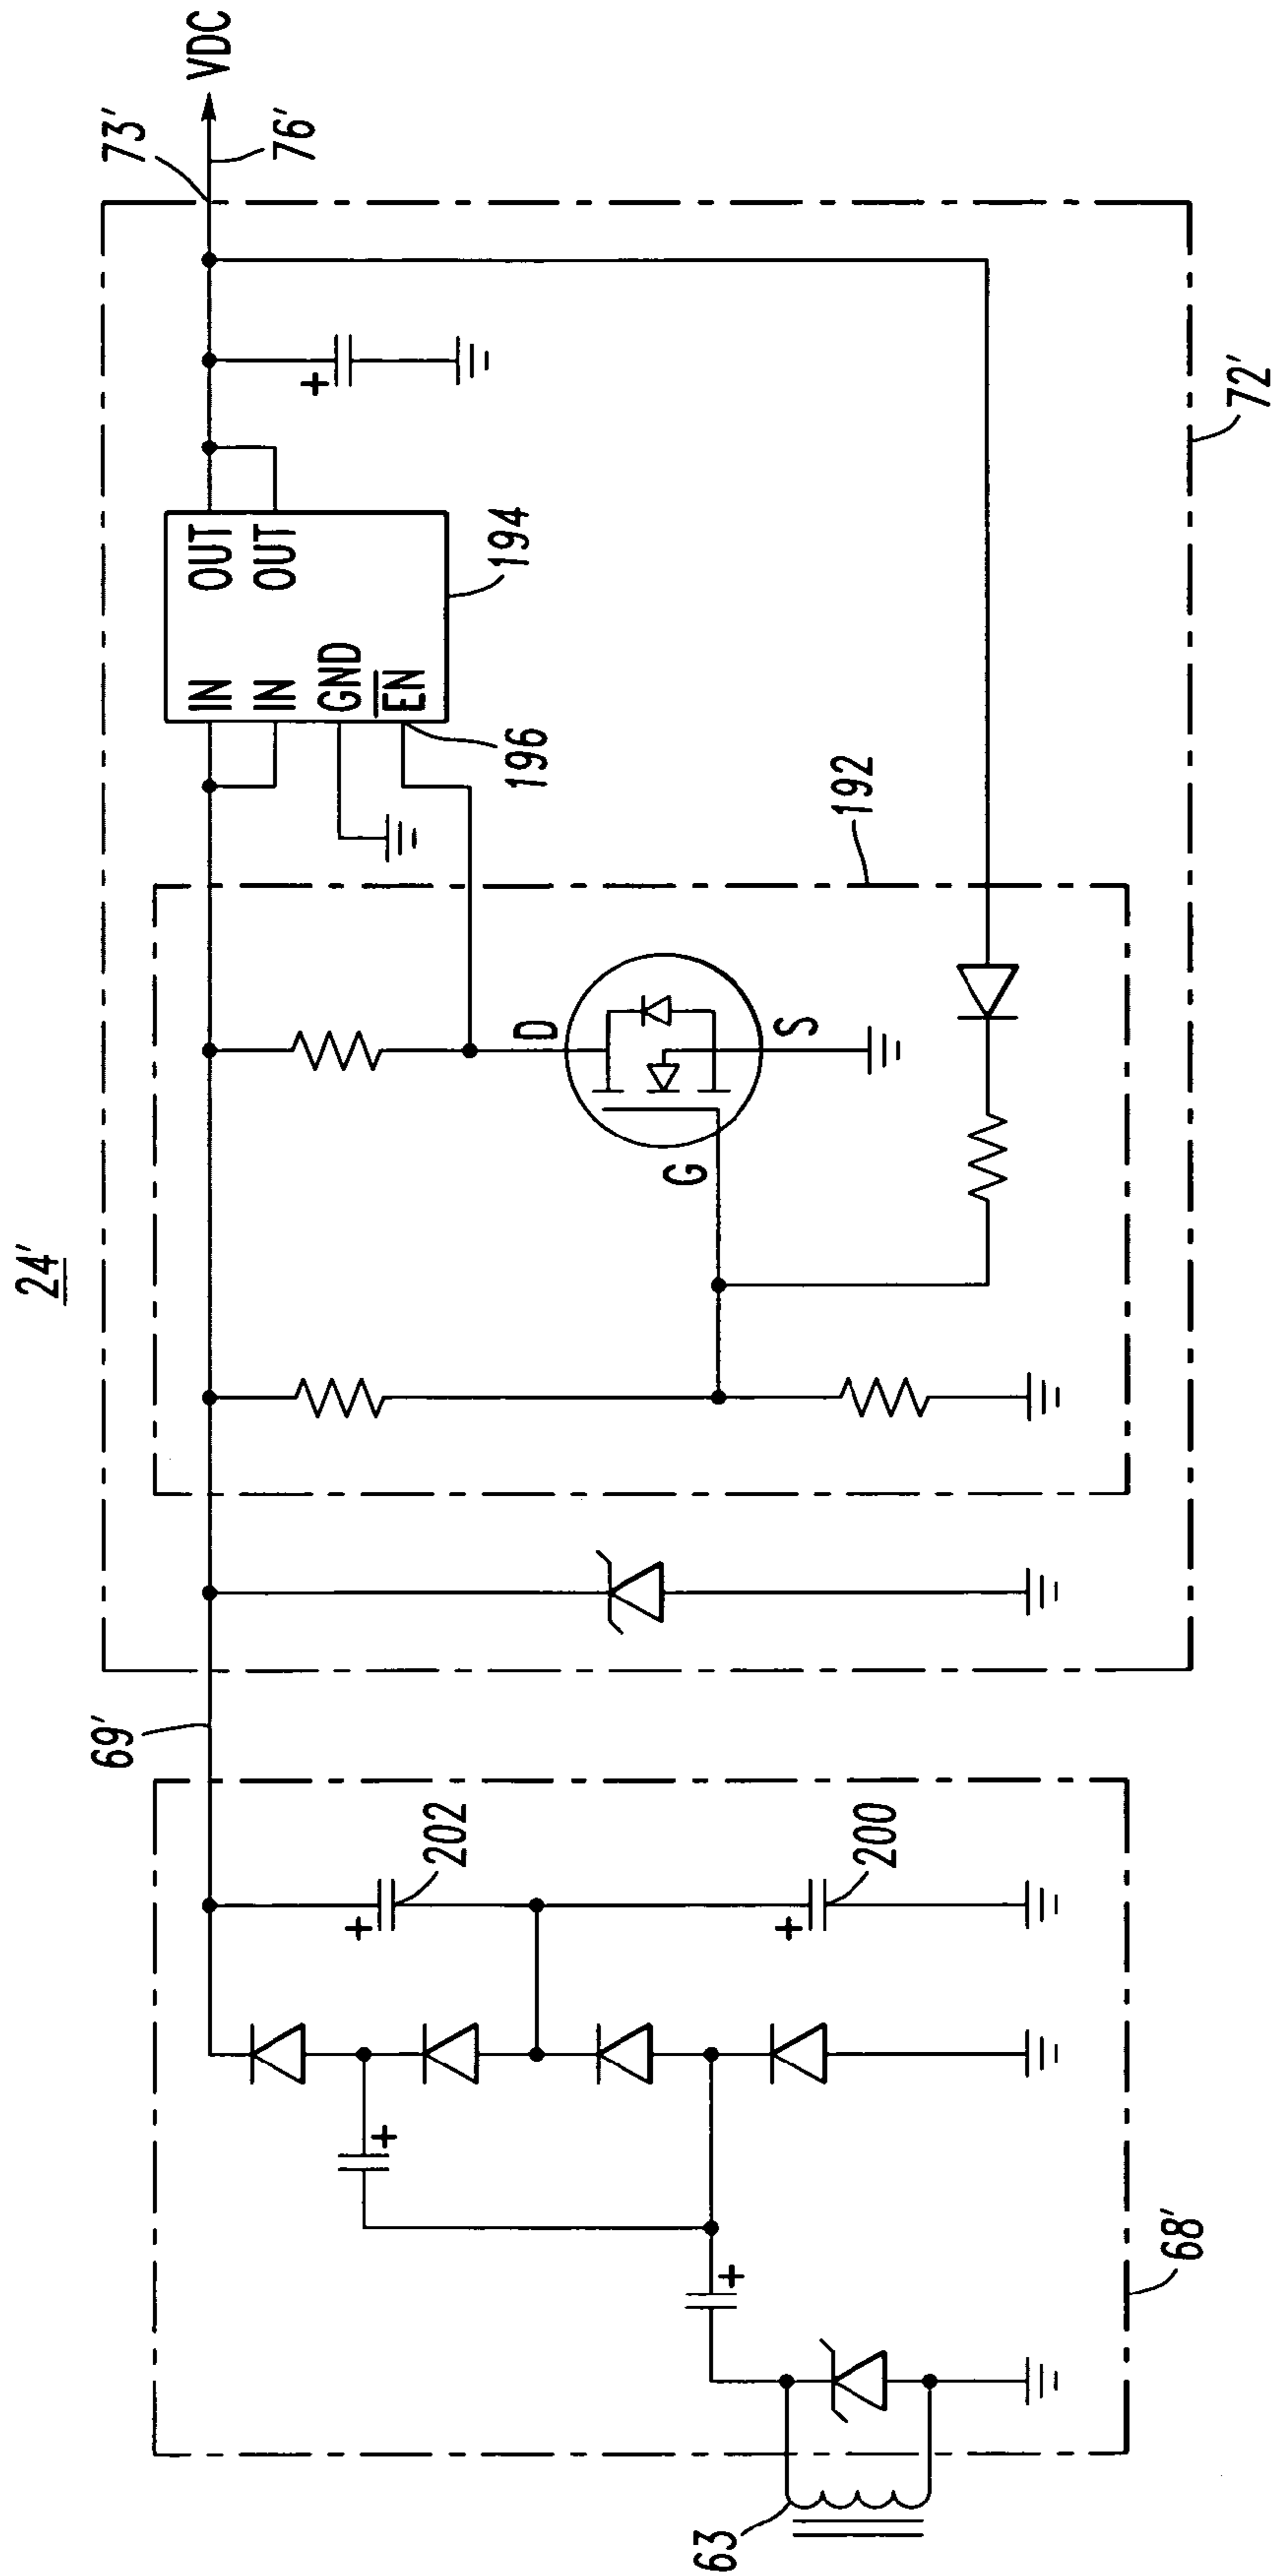 24'
69'
73'
VDC
76'
IN
OUT
IN
OUT
GND
EN
194
196
192
D
G
S
+
72'
202
+
200
+
+
+
63
68'